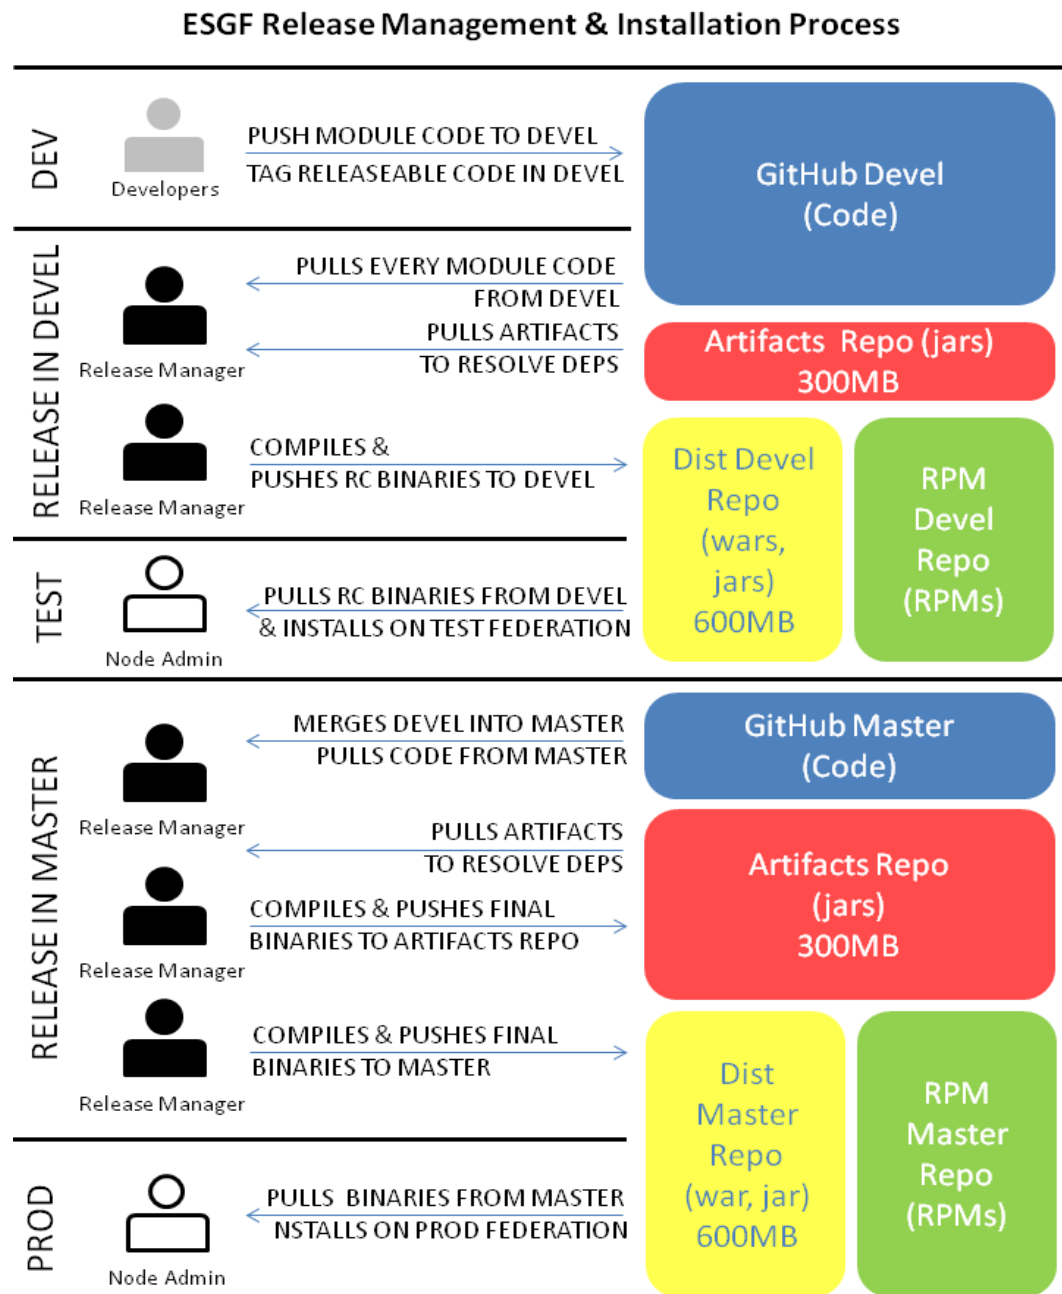 ESGF Release Management & Installation Process
DEV
Developers
PUSH MODULE CODE TO DEVEL
TAG RELEASEABLE CODE IN DEVEL
GitHub Devel
(Code)
RELEASE IN DEVEL
Release Manager
PULLS EVERY MODULE CODE
FROM DEVEL
PULLS ARTIFACTS
TO RESOLVE DEPS
Artifacts Repo (jars)
300MB
Release Manager
COMPILES &
PUSHES RC BINARIES TO DEVEL
Dist Devel
Repo
(wars,
jars)
600MB
RPM
Devel
Repo
(RPMs)
TEST
Node Admin
PULLS RC BINARIES FROM DEVEL
& INSTALLS ON TEST FEDERATION
RELEASE IN MASTER
Release Manager
MERGES DEVEL INTO MASTER
PULLS CODE FROM MASTER
GitHub Master
(Code)
PULLS ARTIFACTS
TO RESOLVE DEPS
Release Manager
COMPILES & PUSHES FINAL
BINARIES TO ARTIFACTS REPO
Artifacts Repo
(jars)
300MB
Release Manager
COMPILES & PUSHES FINAL
BINARIES TO MASTER
Dist
Master
Repo
(war, jar)
600MB
RPM
Master
Repo
(RPMs)
PROD
Node Admin
PULLS BINARIES FROM MASTER
NSTALLS ON PROD FEDERATION